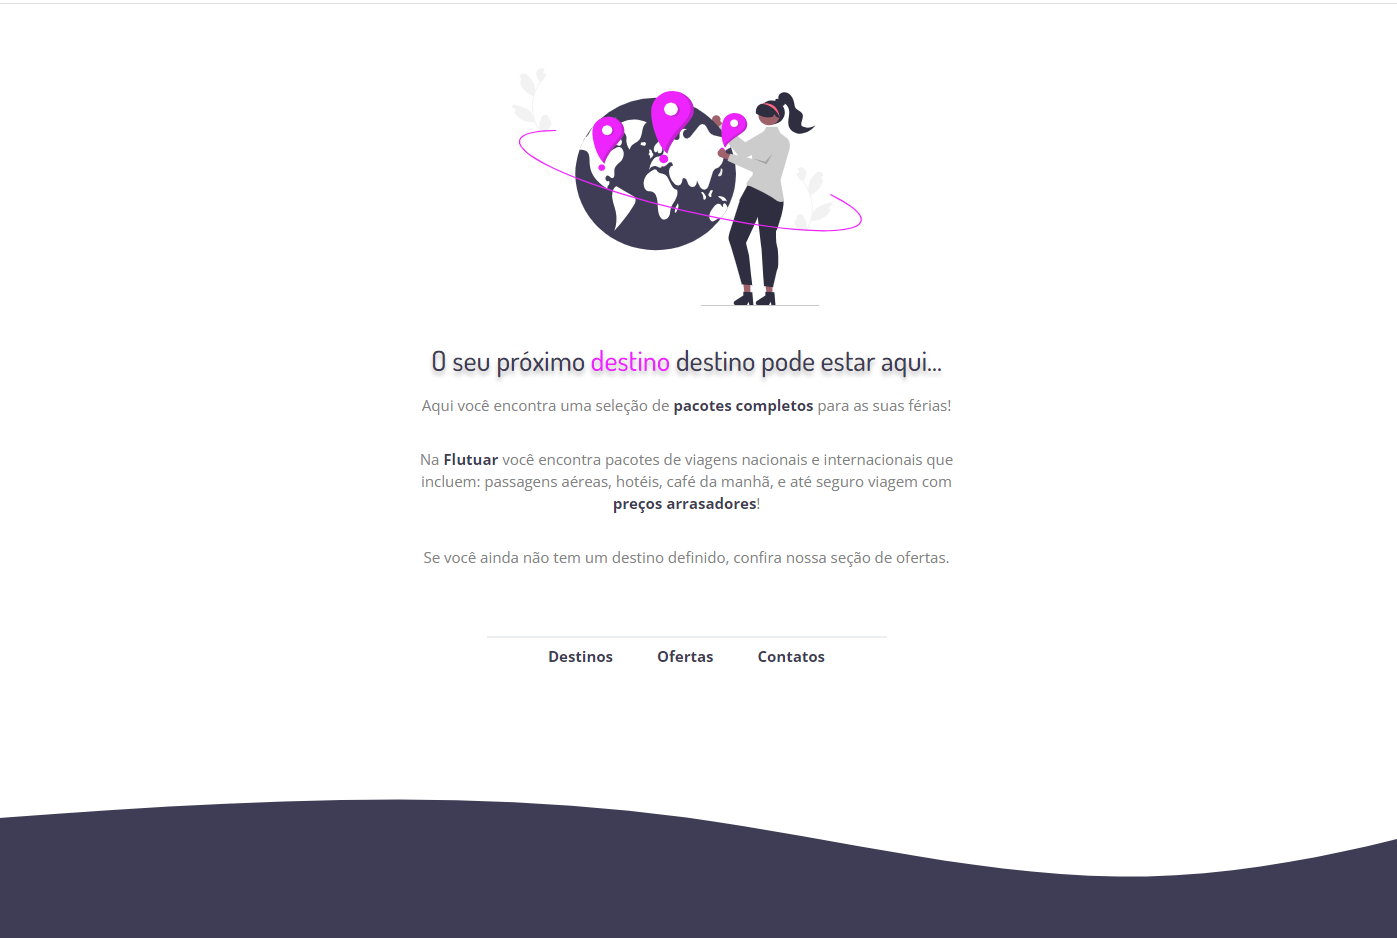 O seu próximo destino destino pode estar aqui...
Aqui você encontra uma seleção de pacotes completos para as suas férias!
Na Flutuar você encontra pacotes de viagens nacionais e internacionais que
incluem: passagens aéreas, hotéis, café da manhã, e até seguro viagem com
preços arrasadores!
Se você ainda não tem um destino definido, confira nossa seção de ofertas.
Destinos Ofertas Contatos